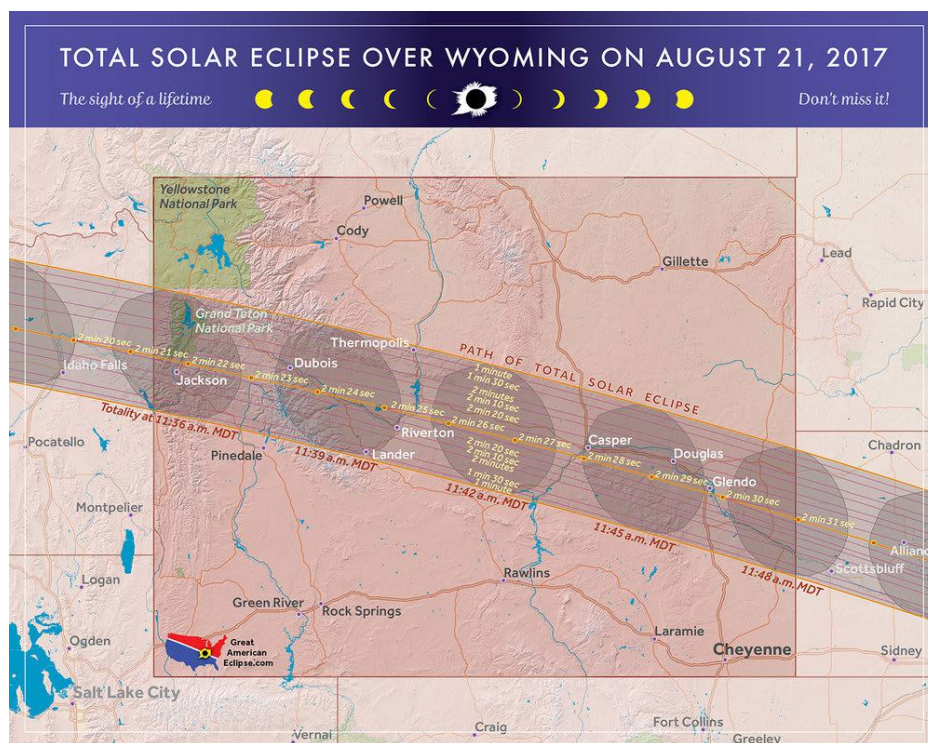 TOTAL SOLAR ECLIPSE OVER WYOMING ON AUGUST 21, 2017
The sight of a lifetime
Don't miss it!
Yellowstone
National Park
Powell
Cody
Gillette
Lead
Rapid City
Grand Teton
National Park
Thermopolis
PATH OF TOTAL SOLAR ECLIPSE
2 min 20 sec
2 min 21 sec
2 min 22 sec
2 min 23 sec
2 min 24 sec
2 min 25 sec
2 min 26 sec
2 min 27 sec
2 min 28 sec
2 min 29 sec
2 min 30 sec
2 min 31 sec
1 minute
1 min 30 sec
2 minutes
2 min 10 sec
2 min 20 sec
2 min 20 sec
2 min 10 sec
2 minutes
1 min 30 sec
1 minute
Idaho Falls
Jackson
Dubois
Riverton
Lander
Casper
Douglas
Glendo
Chadron
Pocatello
Pinedale
Totality at 11:36 a.m. MDT
11:39 a.m. MDT
11:42 a.m. MDT
11:45 a.m. MDT
11:48 a.m. MDT
Allianc
Scottsbluff
Montpelier
Logan
Green River
Rock Springs
Rawlins
Laramie
Cheyenne
Sidney
Ogden
Great
American
Eclipse.com
Salt Lake City
Vernal
Craig
Fort Collins
Greeley